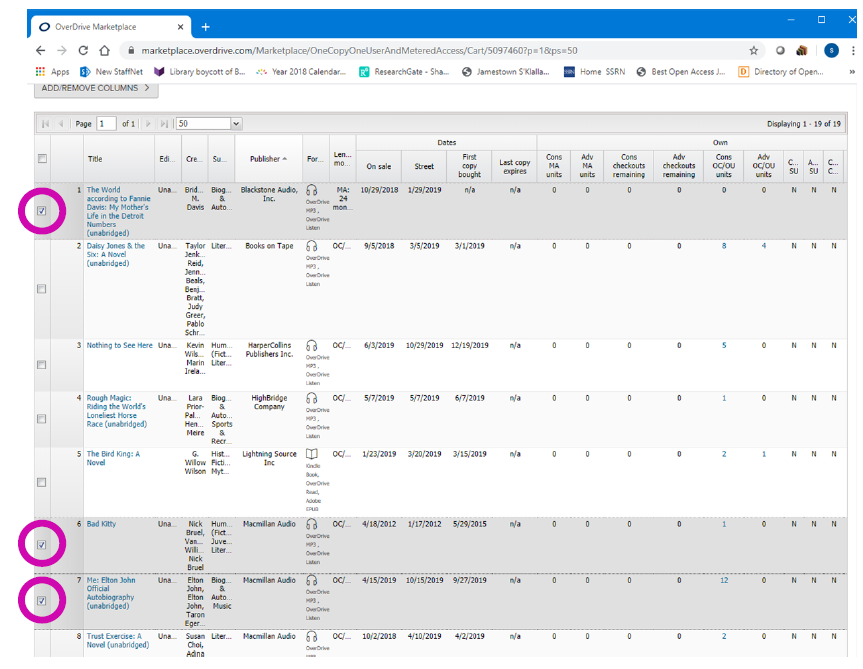 OverDrive Marketplace
marketplace.overdrive.com/Marketplace/OneCopyOneUserAndMeteredAccess/Cart/5097460?p=1&ps=50
Apps New StaffNet Library boycott of B... Year 2018 Calendar... ResearchGate - Sha... Jamestown S'Klalla... Home SSRN Best Open Access J... Directory of Open... »
ADD/REMOVE COLUMNS >
Page 1 of 1 50 Displaying 1 - 19 of 19
Dates Own
Title Edi... Cre... Su... Publisher For... Len... mo... On sale Street First copy bought Last copy expires Cons MA units Adv MA units Cons checkouts remaining Adv checkouts remaining Cons OC/OU units Adv OC/OU units C... SU A... SU C... C...
1 The World Una... Brid... Biog... Blackstone Audio, MA: 10/29/2018 1/29/2019 n/a n/a 0 0 0 0 0 0 N N N
according to Fannie M. & Inc. 24
Davis: My Mother's Davis Auto... OverDrive mon...
Life in the Detroit MP3 ,
Numbers OverDrive
(unabridged) Listen
2 Daisy Jones & the Una... Taylor Liter... Books on Tape OC/... 9/5/2018 3/5/2019 3/1/2019 n/a 0 0 0 0 8 4 N N N
Six: A Novel Jenk... OverDrive
(unabridged) Reid, MP3 ,
Jenn... OverDrive
Beals, Listen
Benj...
Bratt,
Judy
Greer,
Pablo
Schr...
3 Nothing to See Here Una... Kevin Hum... HarperCollins OC/... 6/3/2019 10/29/2019 12/19/2019 n/a 0 0 0 0 5 0 N N N
Wils... (Fict... Publishers Inc. OverDrive
Marin Liter... MP3 ,
Irela... OverDrive
Listen
4 Rough Magic: Una... Lara Biog... HighBridge OC/... 5/7/2019 5/7/2019 6/7/2019 n/a 0 0 0 0 1 0 N N N
Riding the World's Prior- & Company OverDrive
Loneliest Horse Pal... Auto... MP3 ,
Race (unabridged) Hen... Sports OverDrive
Meire & Listen
Recr...
5 The Bird King: A G. Hist... Lightning Source OC/... 1/23/2019 3/20/2019 3/15/2019 n/a 0 0 0 0 2 1 N N N
Novel Willow Ficti... Inc Kindle
Wilson Myt... Book,
OverDrive
Read,
Adobe
EPUB
6 Bad Kitty Una... Nick Hum... Macmillan Audio OC/... 4/18/2012 1/17/2012 5/29/2015 n/a 0 0 0 0 1 0 N N N
Bruel, (Fict... OverDrive
Van... Juve... MP3 ,
Willi... Liter... OverDrive
Nick Listen
Bruel
7 Me: Elton John Una... Elton Biog... Macmillan Audio OC/... 4/15/2019 10/15/2019 9/27/2019 n/a 0 0 0 0 12 0 N N N
Official John, & OverDrive
Autobiography Elton Auto... MP3 ,
(unabridged) John, Music OverDrive
Taron Listen
Eger...
8 Trust Exercise: A Una... Susan Liter... Macmillan Audio OC/... 10/2/2018 4/10/2019 4/2/2019 n/a 0 0 0 0 2 0 N N N
Novel (unabridged) Choi, OverDrive
Adina